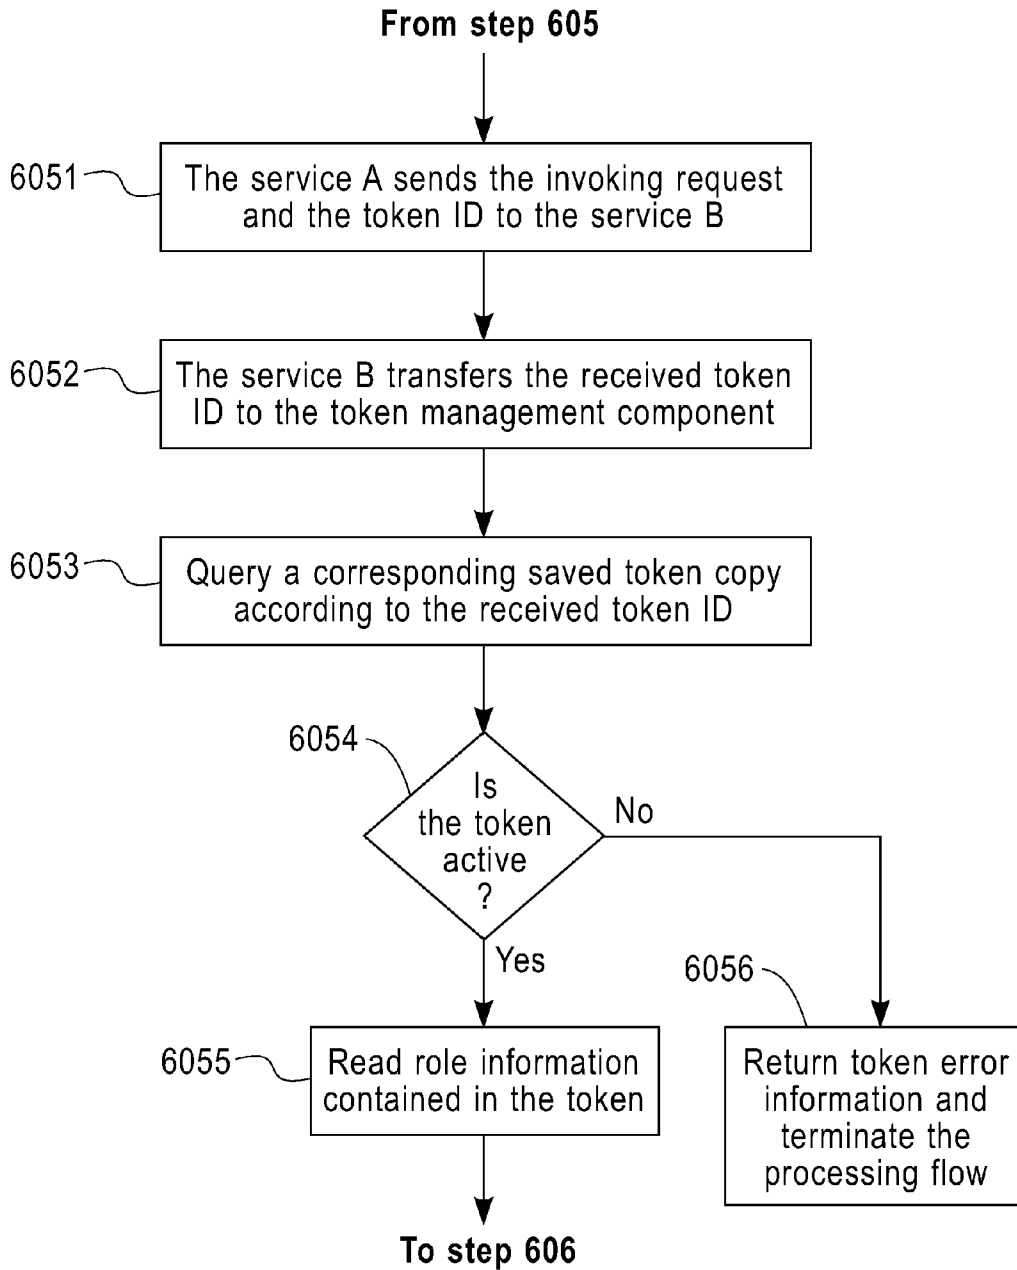 From step 605
6051
The service A sends the invoking request
and the token ID to the service B
6052
The service B transfers the received token
ID to the token management component
6053
Query a corresponding saved token copy
according to the received token ID
6054
Is
the token
active
?
No
Yes
6055
Read role information
contained in the token
6056
Return token error
information and
terminate the
processing flow
To step 606